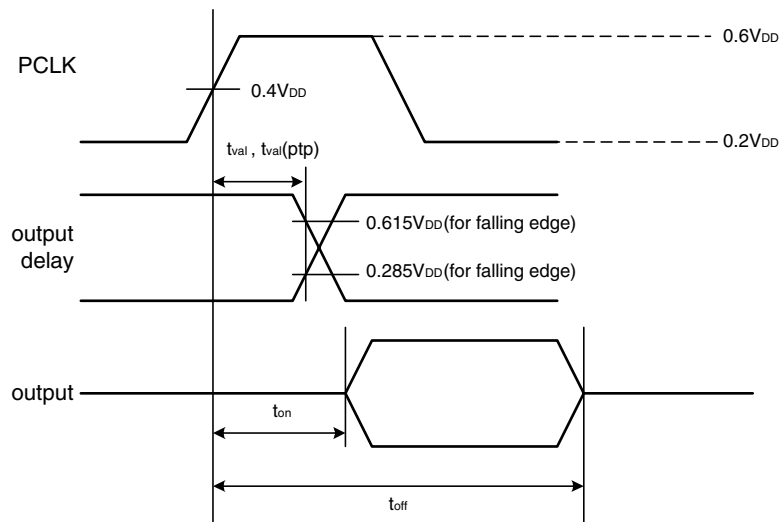 0.6VDD
PCLK
0.4VDD
0.2VDD
tval , tval(ptp)
output
delay
0.615VDD(for falling edge)
0.285VDD(for falling edge)
output
ton
toff